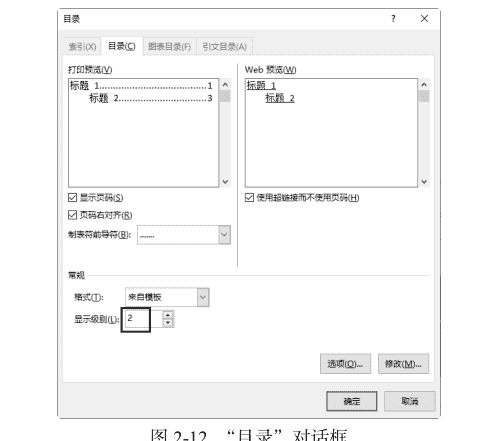 目录 ? ×
索引(X) 目录(C) 图表目录(F) 引文目录(A)
打印预览(V)
标题 1.............................1
标题 2........................3
☑ 显示页码(S)
☑ 页码右对齐(R)
制表符前导符(B): .......
Web 预览(W)
标题 1
标题 2
☑ 使用超链接而不使用页码(H)
常规
格式(T): 来自模板
显示级别(L): 2
选项(O)... 修改(M)...
确定 取消
图 2-12 “目录”对话框